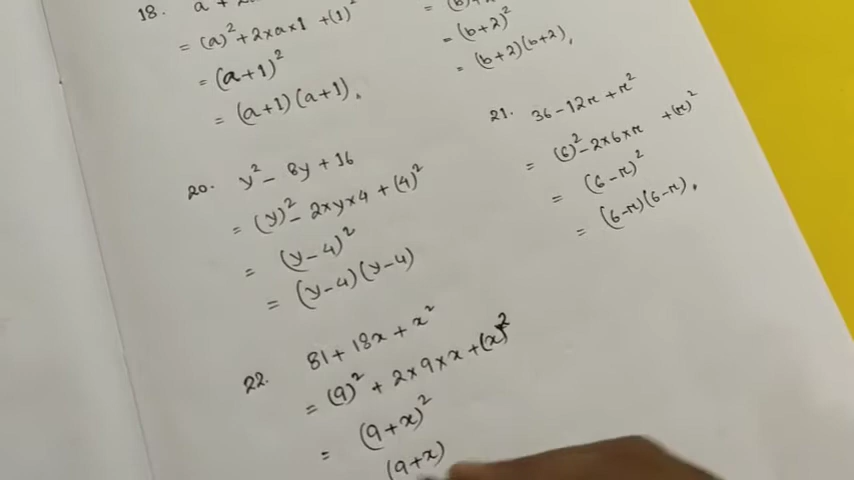 18. a +
= (a)² + 2×a×1 + (1)²
= (a+1)²
= (a+1)(a+1).
= (b+2)²
= (b+2)(b+2),
20. y² - 8y + 16
= (y)² - 2×y×4 + (4)²
= (y-4)²
= (y-4)(y-4)
21. 36 - 12x + x²
= (6)² - 2×6×x + (x)²
= (6-x)²
= (6-x)(6-x).
22. 81 + 18x + x²
= (9)² + 2×9×x + (x)²
= (9+x)²
(9+x)